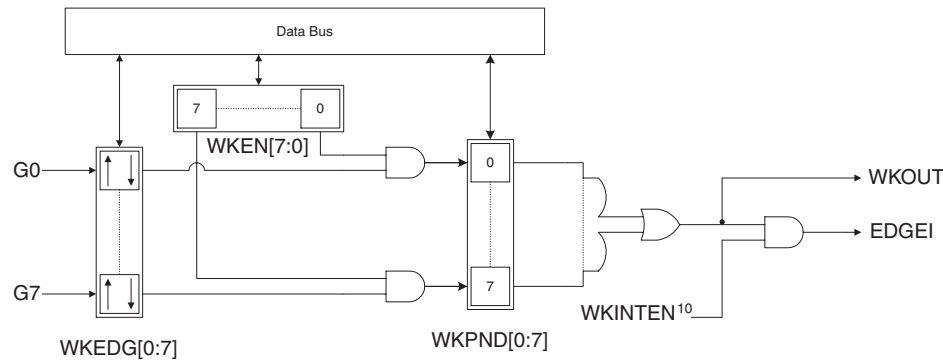 Data Bus
7 0
WKEN[7:0]
G0
0
WKOUT
EDGEI
G7
7
WKINTEN10
WKEDG[0:7]
WKPND[0:7]